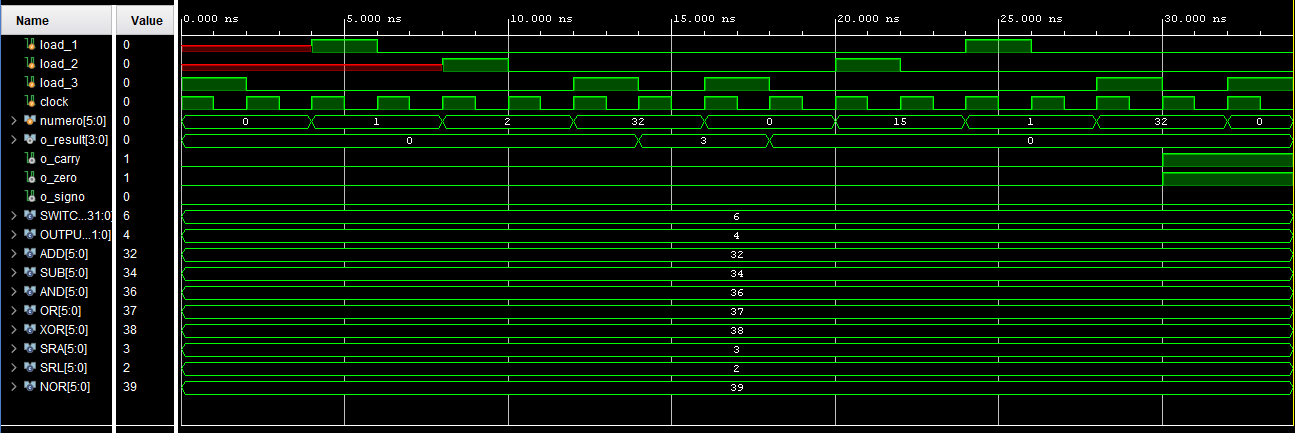 Name Value 0.000 ns 5.000 ns 10.000 ns 15.000 ns 20.000 ns 25.000 ns 30.000 ns
load_1 0
load_2 0
load_3 0
clock 0
numero[5:0] 0 0 1 2 32 0 15 1 32 0
o_result[3:0] 0 0 3 0
o_carry 1
o_zero 1
o_signo 0
SWITC...31:0] 6 6
OUTPU...1:0] 4 4
ADD[5:0] 32 32
SUB[5:0] 34 34
AND[5:0] 36 36
OR[5:0] 37 37
XOR[5:0] 38 38
SRA[5:0] 3 3
SRL[5:0] 2 2
NOR[5:0] 39 39